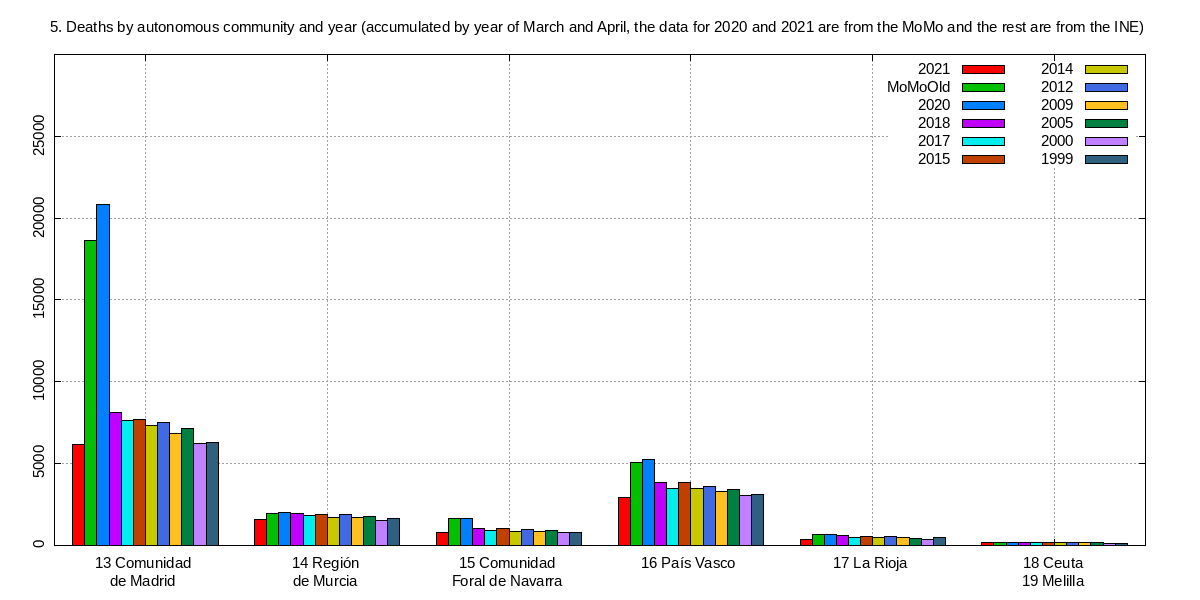 5. Deaths by autonomous community and year (accumulated by year of March and April, the data for 2020 and 2021 are from the MoMo and the rest are from the INE)
2021
MoMoOld
2020
2018
2017
2015
2014
2012
2009
2005
2000
1999
25000
20000
15000
10000
5000
0
13 Comunidad
de Madrid
14 Región
de Murcia
15 Comunidad
Foral de Navarra
16 País Vasco
17 La Rioja
18 Ceuta
19 Melilla